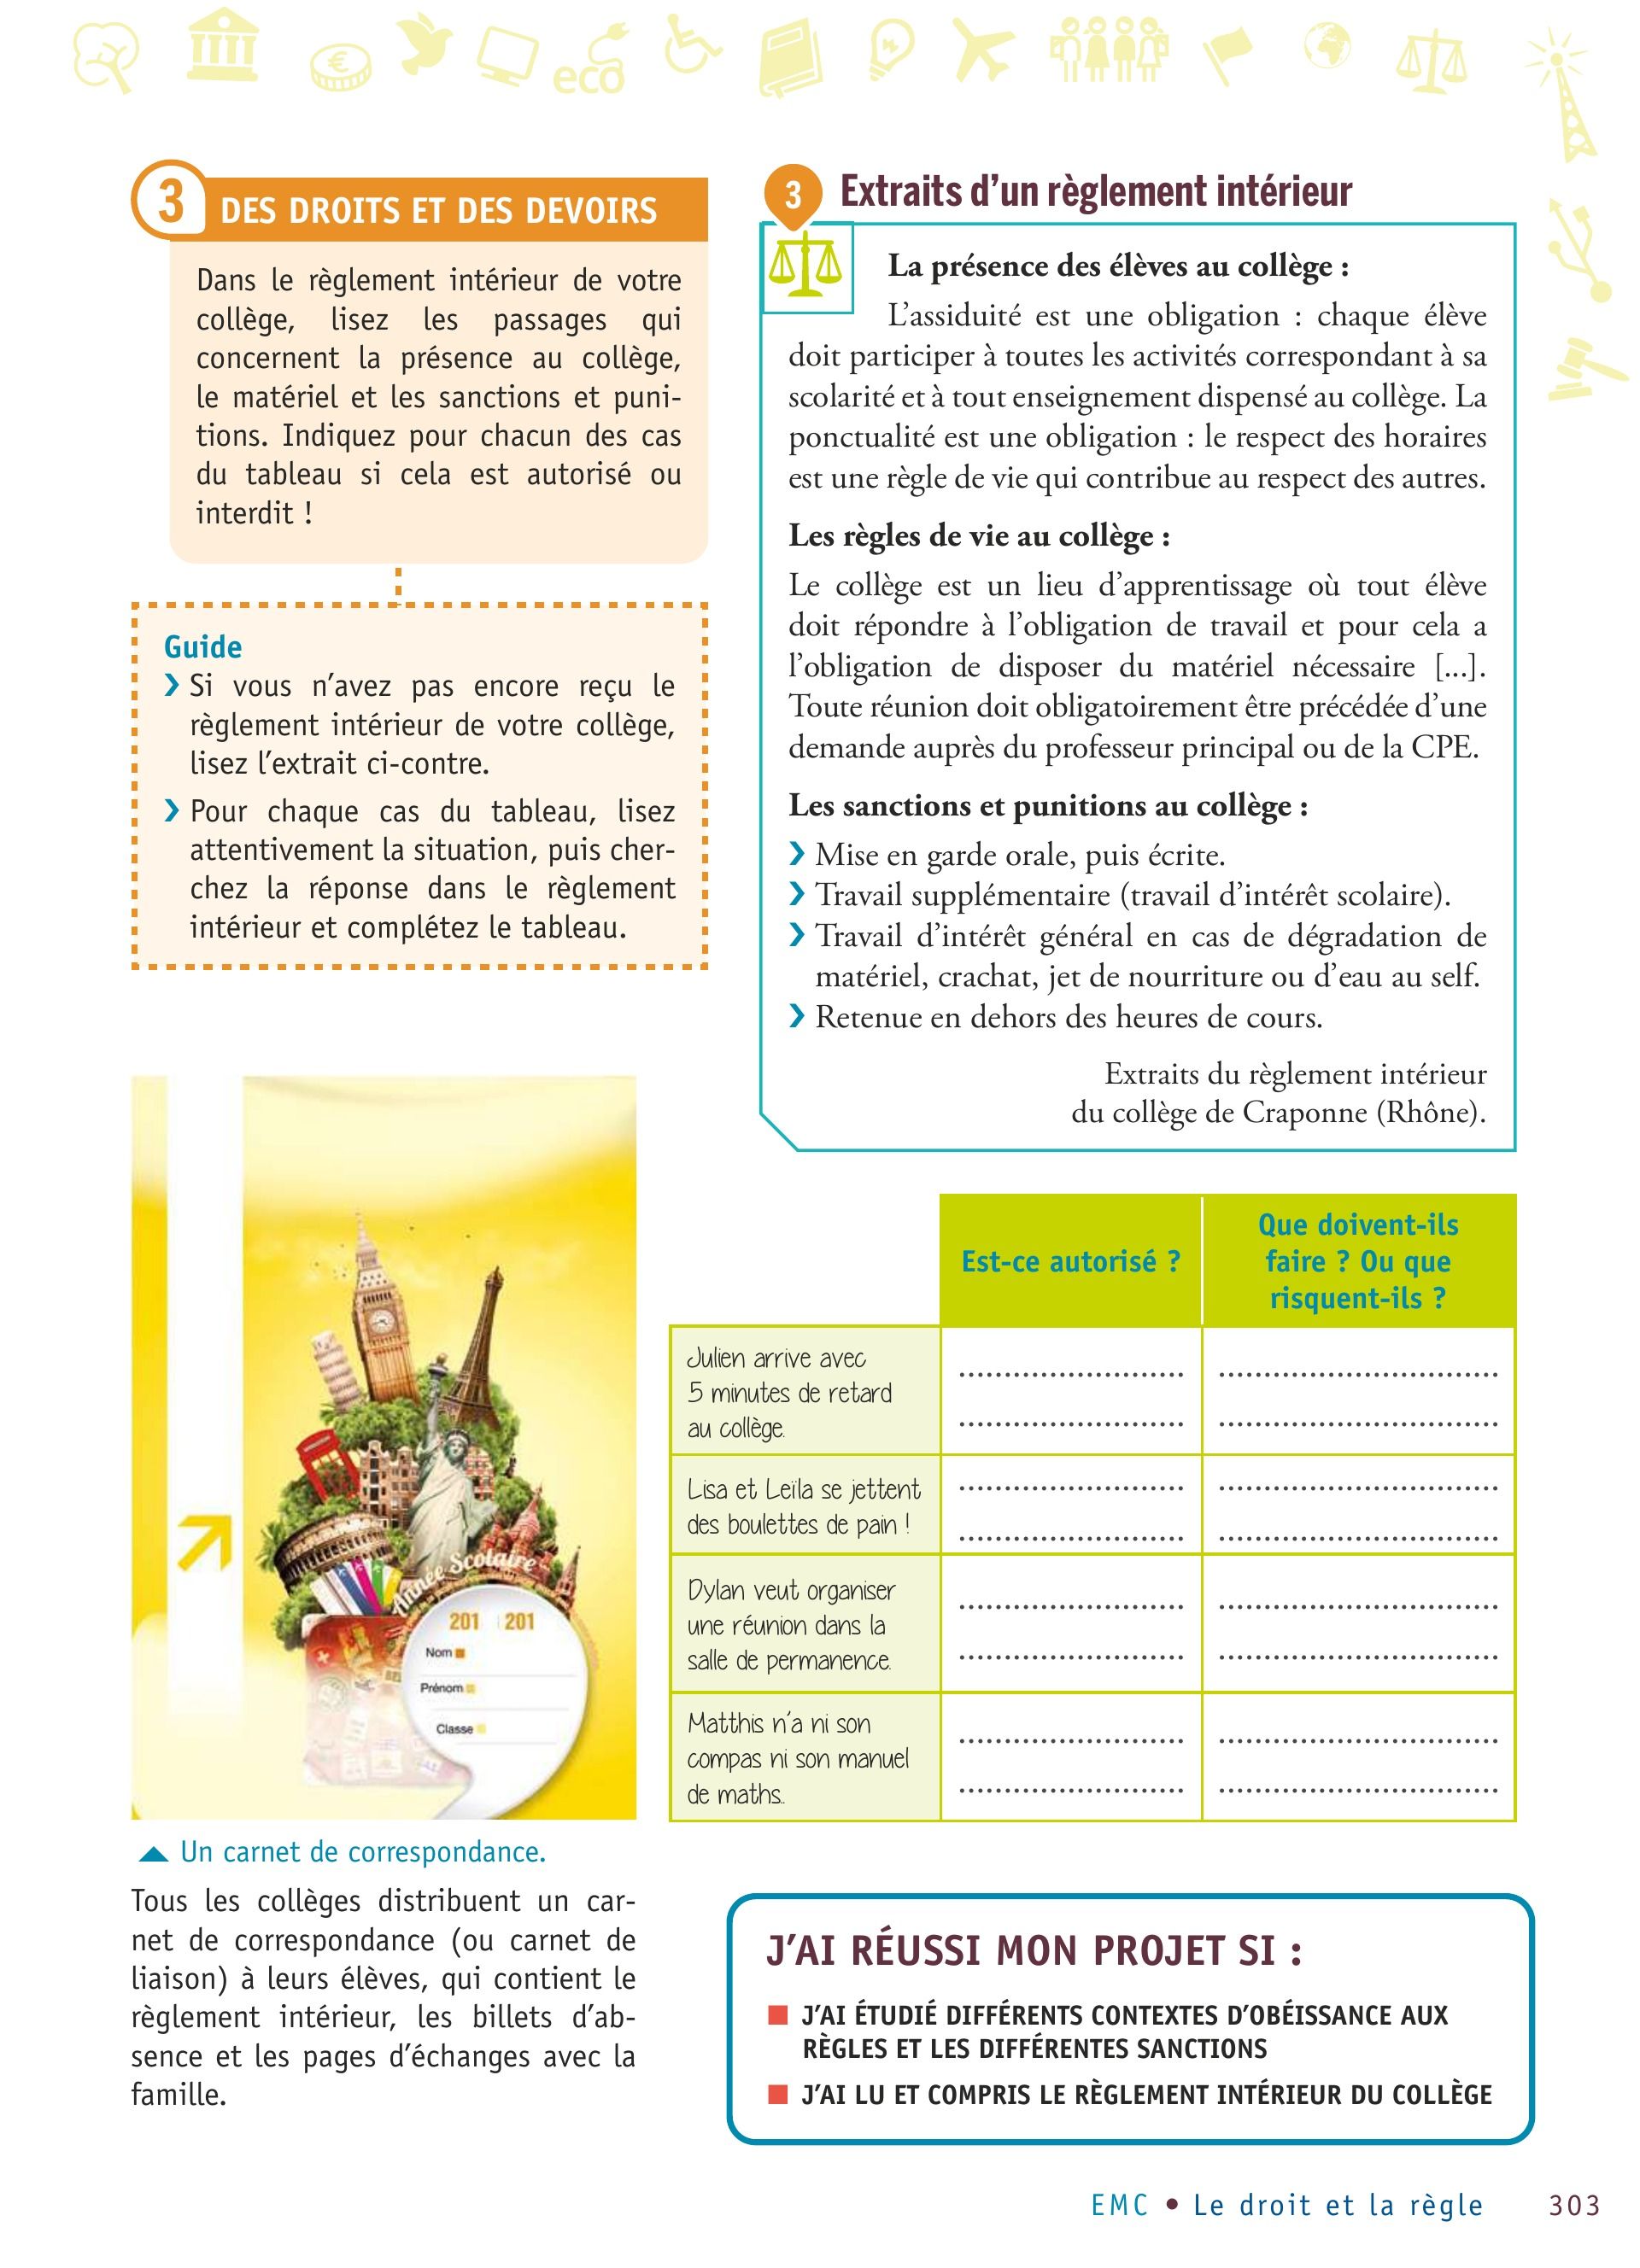 eco
3 DES DROITS ET DES DEVOIRS
Dans le règlement intérieur de votre
collège, lisez les passages qui
concernent la présence au collège,
le matériel et les sanctions et puni-
tions. Indiquez pour chacun des cas
du tableau si cela est autorisé ou
interdit !
Guide
› Si vous n’avez pas encore reçu le
règlement intérieur de votre collège,
lisez l’extrait ci-contre.
› Pour chaque cas du tableau, lisez
attentivement la situation, puis cher-
chez la réponse dans le règlement
intérieur et complétez le tableau.
3 Extraits d’un règlement intérieur
La présence des élèves au collège :
L’assiduité est une obligation : chaque élève
doit participer à toutes les activités correspondant à sa
scolarité et à tout enseignement dispensé au collège. La
ponctualité est une obligation : le respect des horaires
est une règle de vie qui contribue au respect des autres.
Les règles de vie au collège :
Le collège est un lieu d’apprentissage où tout élève
doit répondre à l’obligation de travail et pour cela a
l’obligation de disposer du matériel nécessaire [...].
Toute réunion doit obligatoirement être précédée d’une
demande auprès du professeur principal ou de la CPE.
Les sanctions et punitions au collège :
› Mise en garde orale, puis écrite.
› Travail supplémentaire (travail d’intérêt scolaire).
› Travail d’intérêt général en cas de dégradation de
matériel, crachat, jet de nourriture ou d’eau au self.
› Retenue en dehors des heures de cours.
Extraits du règlement intérieur
du collège de Craponne (Rhône).
Année Scolaire
201 201
Nom
Prénom
Classe
Un carnet de correspondance.
Tous les collèges distribuent un car-
net de correspondance (ou carnet de
liaison) à leurs élèves, qui contient le
règlement intérieur, les billets d’ab-
sence et les pages d’échanges avec la
famille.
Est-ce autorisé ?
Que doivent-ils
faire ? Ou que
risquent-ils ?
Julien arrive avec
5 minutes de retard
au collège.
Lisa et Leïla se jettent
des boulettes de pain !
Dylan veut organiser
une réunion dans la
salle de permanence.
Matthis n’a ni son
compas ni son manuel
de maths..
J’AI RÉUSSI MON PROJET SI :
J’AI ÉTUDIÉ DIFFÉRENTS CONTEXTES D’OBÉISSANCE AUX
RÈGLES ET LES DIFFÉRENTES SANCTIONS
J’AI LU ET COMPRIS LE RÈGLEMENT INTÉRIEUR DU COLLÈGE
EMC • Le droit et la règle 303